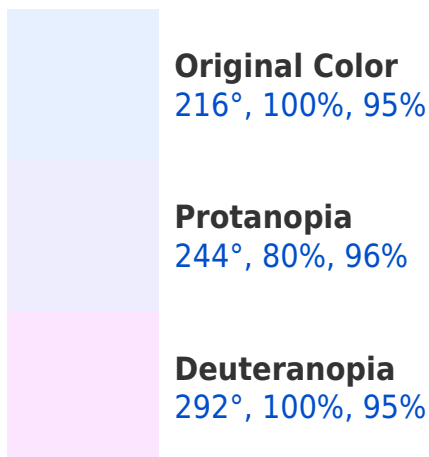 Original Color
216°, 100%, 95%
Protanopia
244°, 80%, 96%
Deuteranopia
292°, 100%, 95%